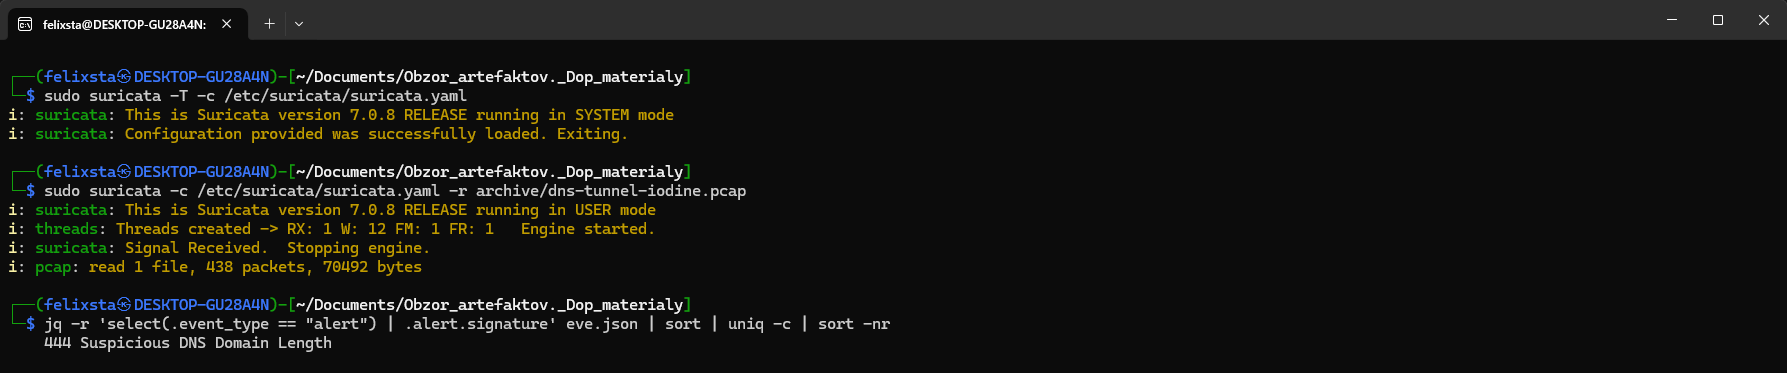 felixsta@DESKTOP-GU28A4N:
┌──(felixsta㉿DESKTOP-GU28A4N)-[~/Documents/Obzor_artefaktov._Dop_materialy]
└─$ sudo suricata -T -c /etc/suricata/suricata.yaml
i: suricata: This is Suricata version 7.0.8 RELEASE running in SYSTEM mode
i: suricata: Configuration provided was successfully loaded. Exiting.
┌──(felixsta㉿DESKTOP-GU28A4N)-[~/Documents/Obzor_artefaktov._Dop_materialy]
└─$ sudo suricata -c /etc/suricata/suricata.yaml -r archive/dns-tunnel-iodine.pcap
i: suricata: This is Suricata version 7.0.8 RELEASE running in USER mode
i: threads: Threads created -> RX: 1 W: 12 FM: 1 FR: 1   Engine started.
i: suricata: Signal Received.  Stopping engine.
i: pcap: read 1 file, 438 packets, 70492 bytes
┌──(felixsta㉿DESKTOP-GU28A4N)-[~/Documents/Obzor_artefaktov._Dop_materialy]
└─$ jq -r 'select(.event_type == "alert") | .alert.signature' eve.json | sort | uniq -c | sort -nr
444 Suspicious DNS Domain Length